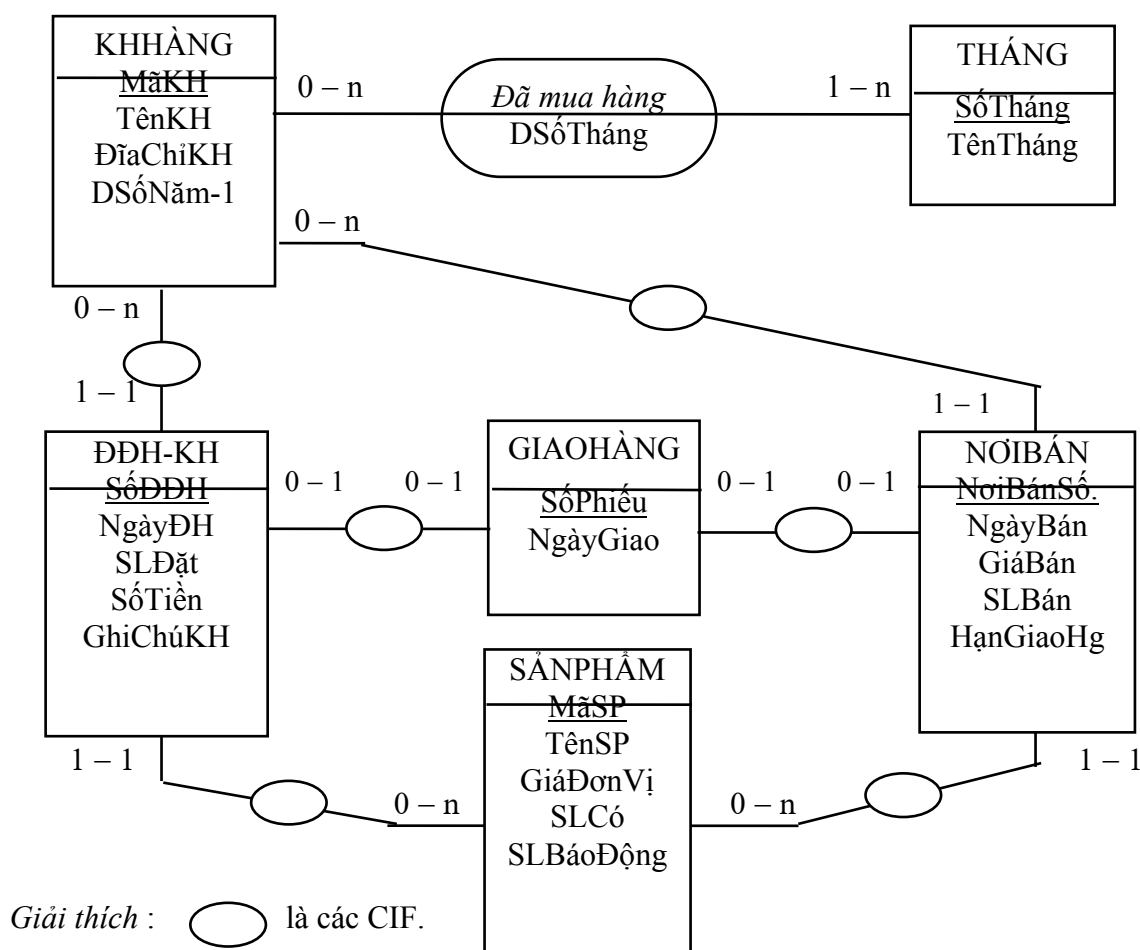 KHHÀNG
MãKH
TênKH
ĐĩaChỉKH
DSốNăm-1
0 – n
Đã mua hàng
DSốTháng
1 – n
THÁNG
SốTháng
TênTháng
0 – n
0 – n
1 – 1
1 – 1
ĐĐH-KH
SốĐĐH
NgàyĐH
SLĐặt
SốTiền
GhiChúKH
0 – 1
0 – 1
GIAOHÀNG
SốPhiếu
NgàyGiao
0 – 1
0 – 1
NƠIBÁN
NơiBánSố.
NgàyBán
GiáBán
SLBán
HạnGiaoHg
SẢNPHẨM
MãSP
TênSP
GiáĐơnVị
SLCó
SLBáoĐộng
1 – 1
0 – n
0 – n
1 – 1
Giải thích : là các CIF.